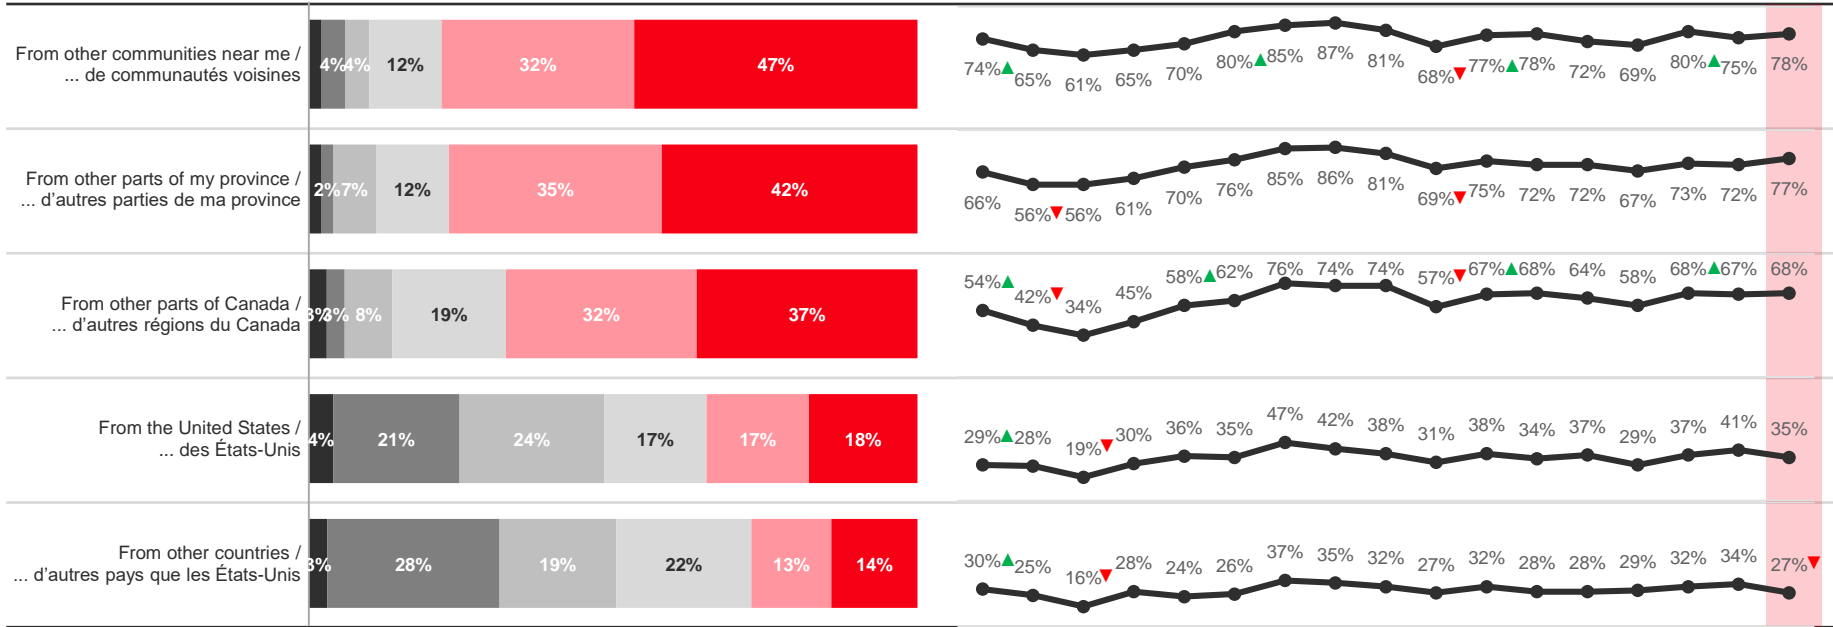 From other communities near me /
... de communautés voisines
4% 4% 12% 32% 47%
74%▲ 65% 61% 65% 70% 80%▲ 85% 87% 81% 68%▼ 77%▲ 78% 72% 69% 80%▲ 75% 78%
From other parts of my province /
... d'autres parties de ma province
2% 7% 12% 35% 42%
66% 56%▼ 56% 61% 70% 76% 85% 86% 81% 69%▼ 75% 72% 72% 67% 73% 72% 77%
From other parts of Canada /
... d'autres régions du Canada
3% 3% 8% 19% 32% 37%
54%▲ 42%▼ 34% 45% 58%▲ 62% 76% 74% 74% 57%▼ 67%▲ 68% 64% 58% 68%▲ 67% 68%
From the United States /
... des États-Unis
4% 21% 24% 17% 17% 18%
29%▲ 28% 19%▼ 30% 36% 35% 47% 42% 38% 31% 38% 34% 37% 29% 37% 41% 35%
From other countries /
... d'autres pays que les États-Unis
3% 28% 19% 22% 13% 14%
30%▲ 25% 16%▼ 28% 24% 26% 37% 35% 32% 27% 32% 28% 28% 29% 32% 34% 27%▼